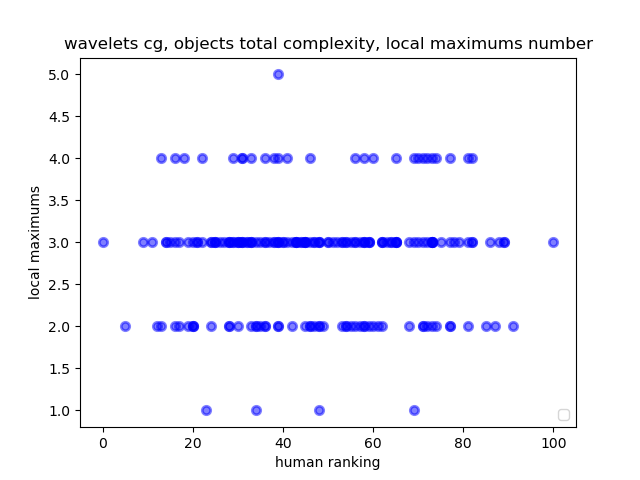 wavelets cg, objects total complexity, local maximums number
5.0
4.5
4.0
3.5
3.0
2.5
2.0
1.5
1.0
local maximums
0 20 40 60 80 100
human ranking